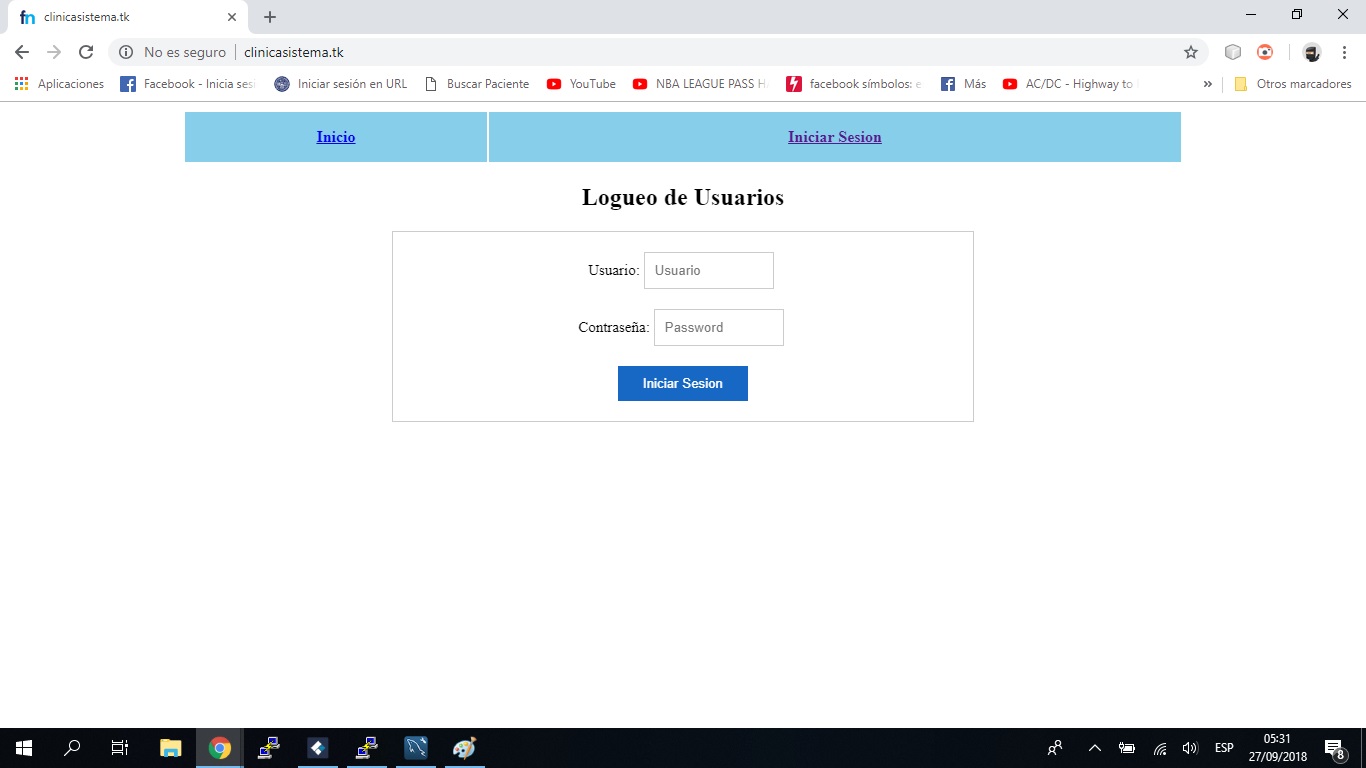 clinicasistema.tk
No es seguro clinicasistema.tk
Aplicaciones Facebook - Inicia sesi Iniciar sesión en URL Buscar Paciente YouTube NBA LEAGUE PASS HA facebook símbolos: e Más AC/DC - Highway to Otros marcadores
Inicio Iniciar Sesion
Logueo de Usuarios
Usuario: Usuario
Contraseña: Password
Iniciar Sesion
ESP
05:31
27/09/2018
8